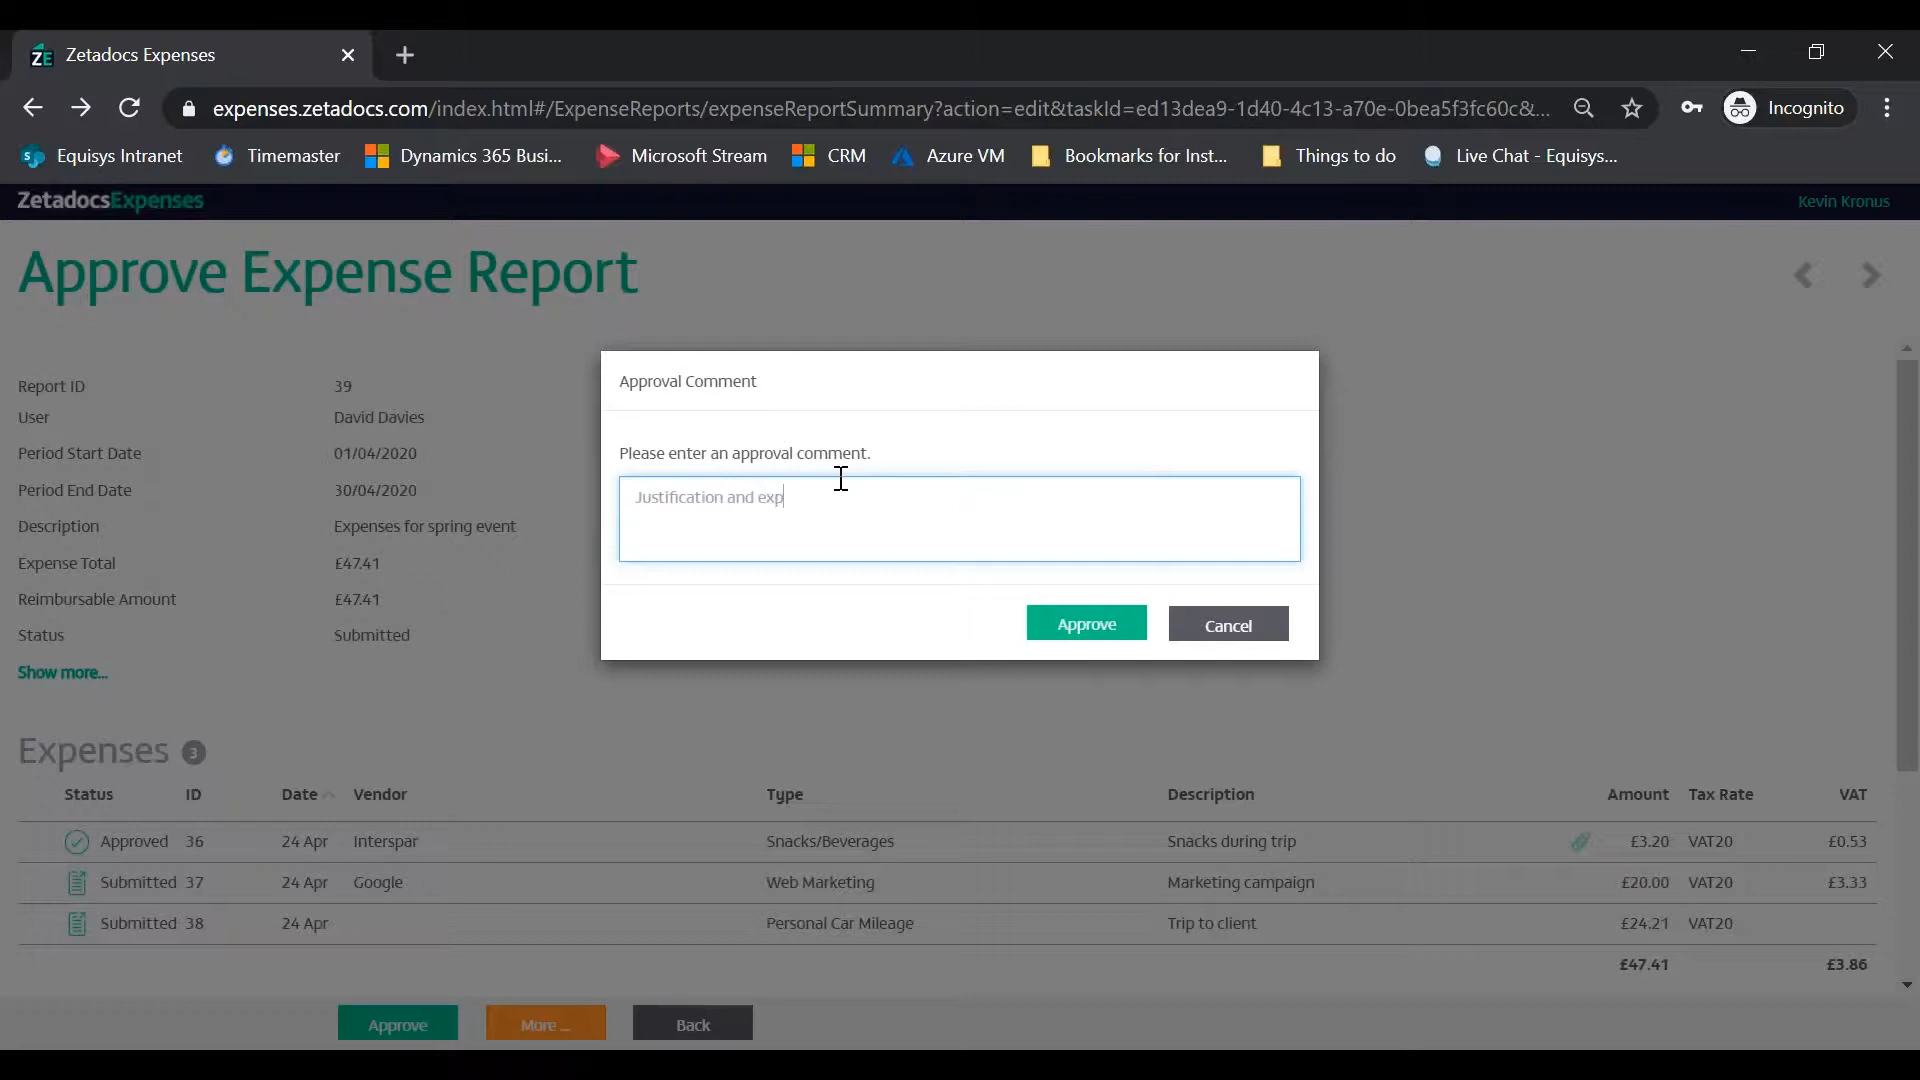 Zetadocs Expenses
expenses.zetadocs.com/index.html#/ExpenseReports/expenseReportSummary?action=edit&taskId=ed13dea9-1d40-4c13-a70e-0bea5f3fc60c&...
Incognito
Equisys Intranet Timemaster Dynamics 365 Busi... Microsoft Stream CRM Azure VM Bookmarks for Inst... Things to do Live Chat - Equisys...
ZetadocsExpenses Kevin Kronus
Approve Expense Report
Report ID 39
User David Davies
Period Start Date 01/04/2020
Period End Date 30/04/2020
Description Expenses for spring event
Expense Total £47.41
Reimbursable Amount £47.41
Status Submitted
Show more...
Approval Comment
Please enter an approval comment.
Justification and exp
Approve Cancel
Expenses 3
Status ID Date Vendor Type Description Amount Tax Rate VAT
Approved 36 24 Apr Interspar Snacks/Beverages Snacks during trip £3.20 VAT20 £0.53
Submitted 37 24 Apr Google Web Marketing Marketing campaign £20.00 VAT20 £3.33
Submitted 38 24 Apr Personal Car Mileage Trip to client £24.21 VAT20
£47.41 £3.86
Approve More ... Back